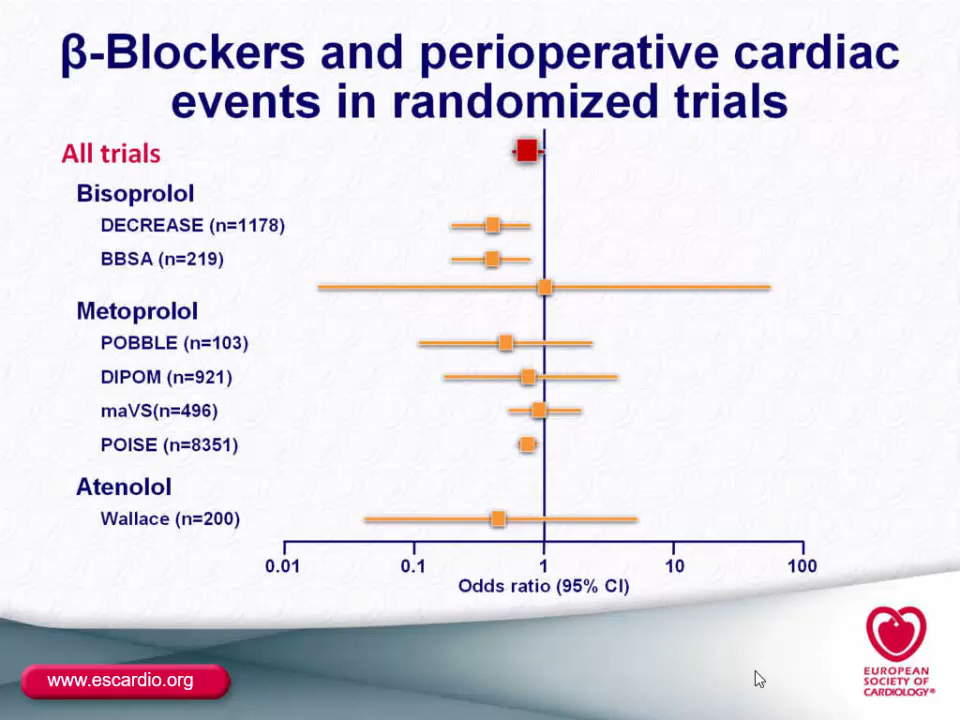 β-Blockers and perioperative cardiac
events in randomized trials
All trials
Bisoprolol
DECREASE (n=1178)
BBSA (n=219)
Metoprolol
POBBLE (n=103)
DIPOM (n=921)
maVS(n=496)
POISE (n=8351)
Atenolol
Wallace (n=200)
0.01 0.1 1 10 100
Odds ratio (95% CI)
www.escardio.org
EUROPEAN
SOCIETY OF
CARDIOLOGY®